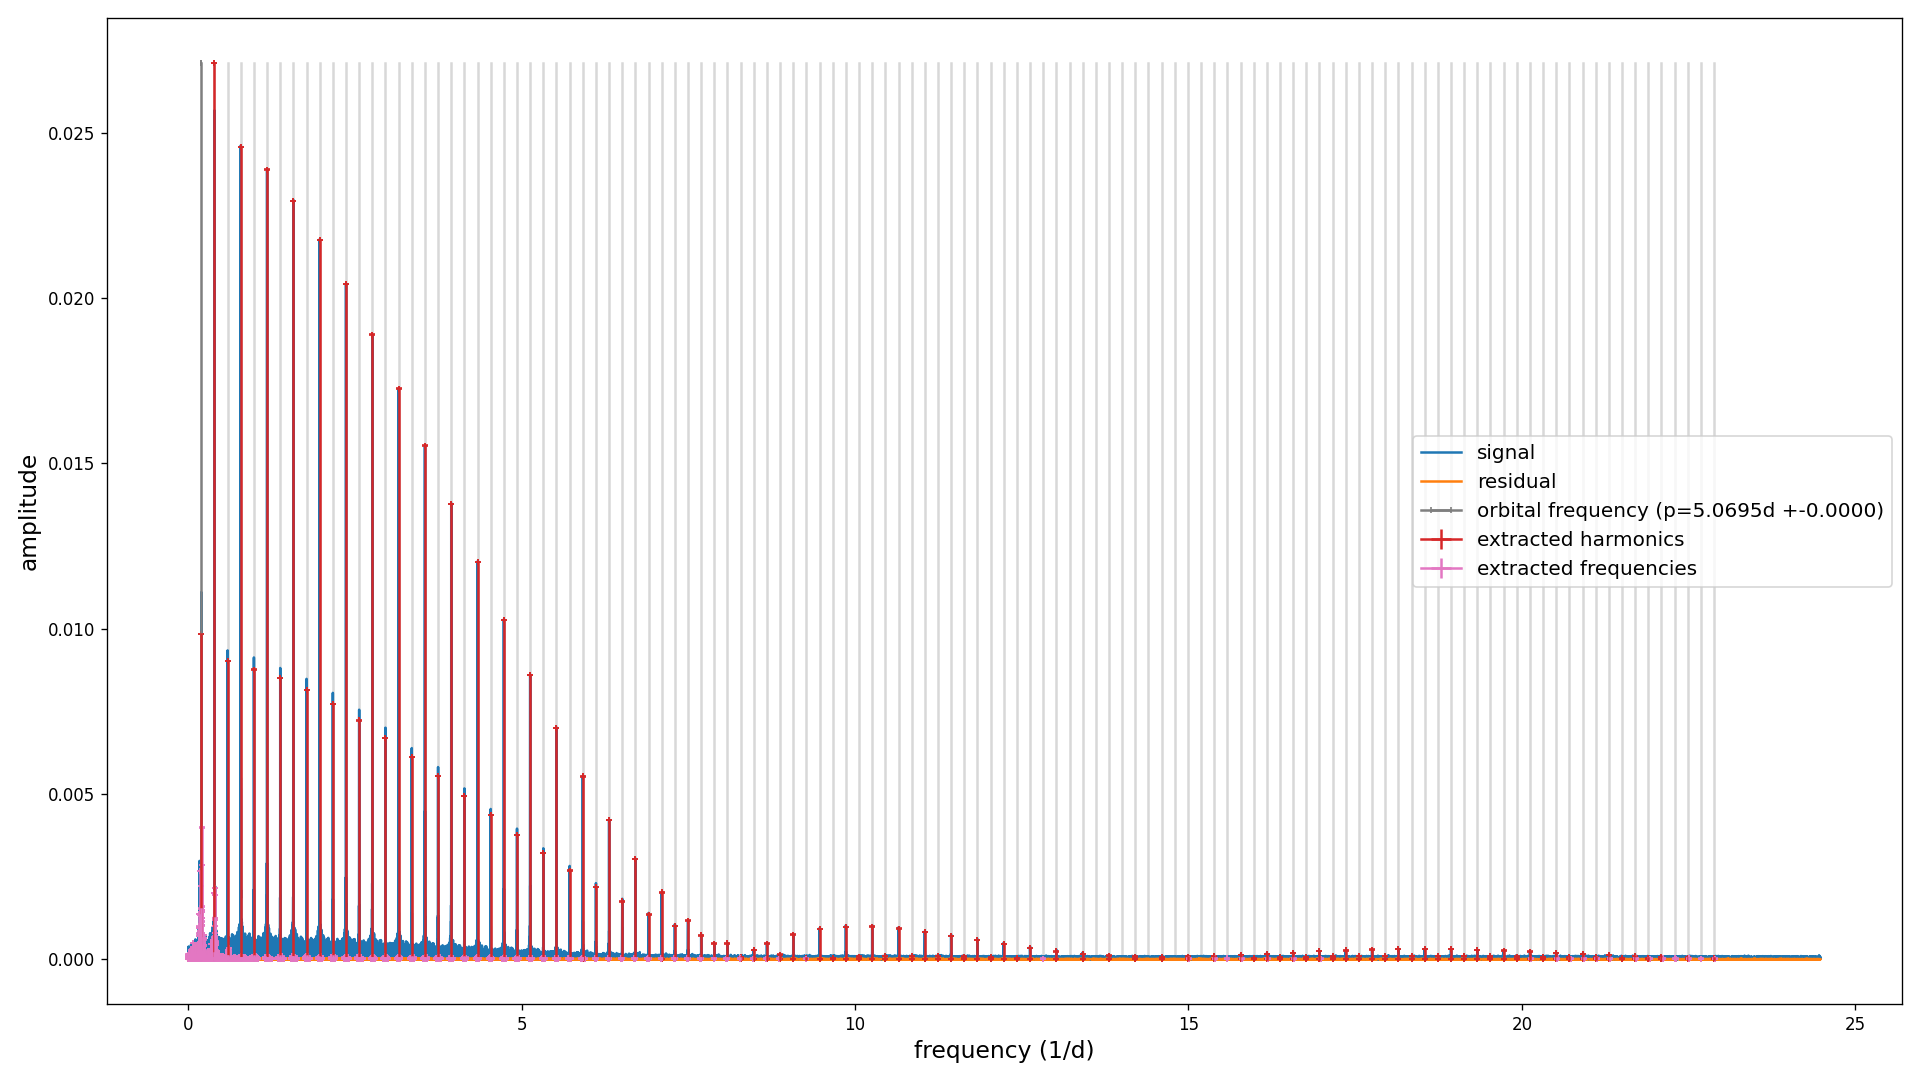 0.025
0.020
0.015
0.010
0.005
0.000
amplitude
signal
residual
orbital frequency (p=5.0695d +-0.0000)
extracted harmonics
extracted frequencies
0 5 10 15 20 25
frequency (1/d)